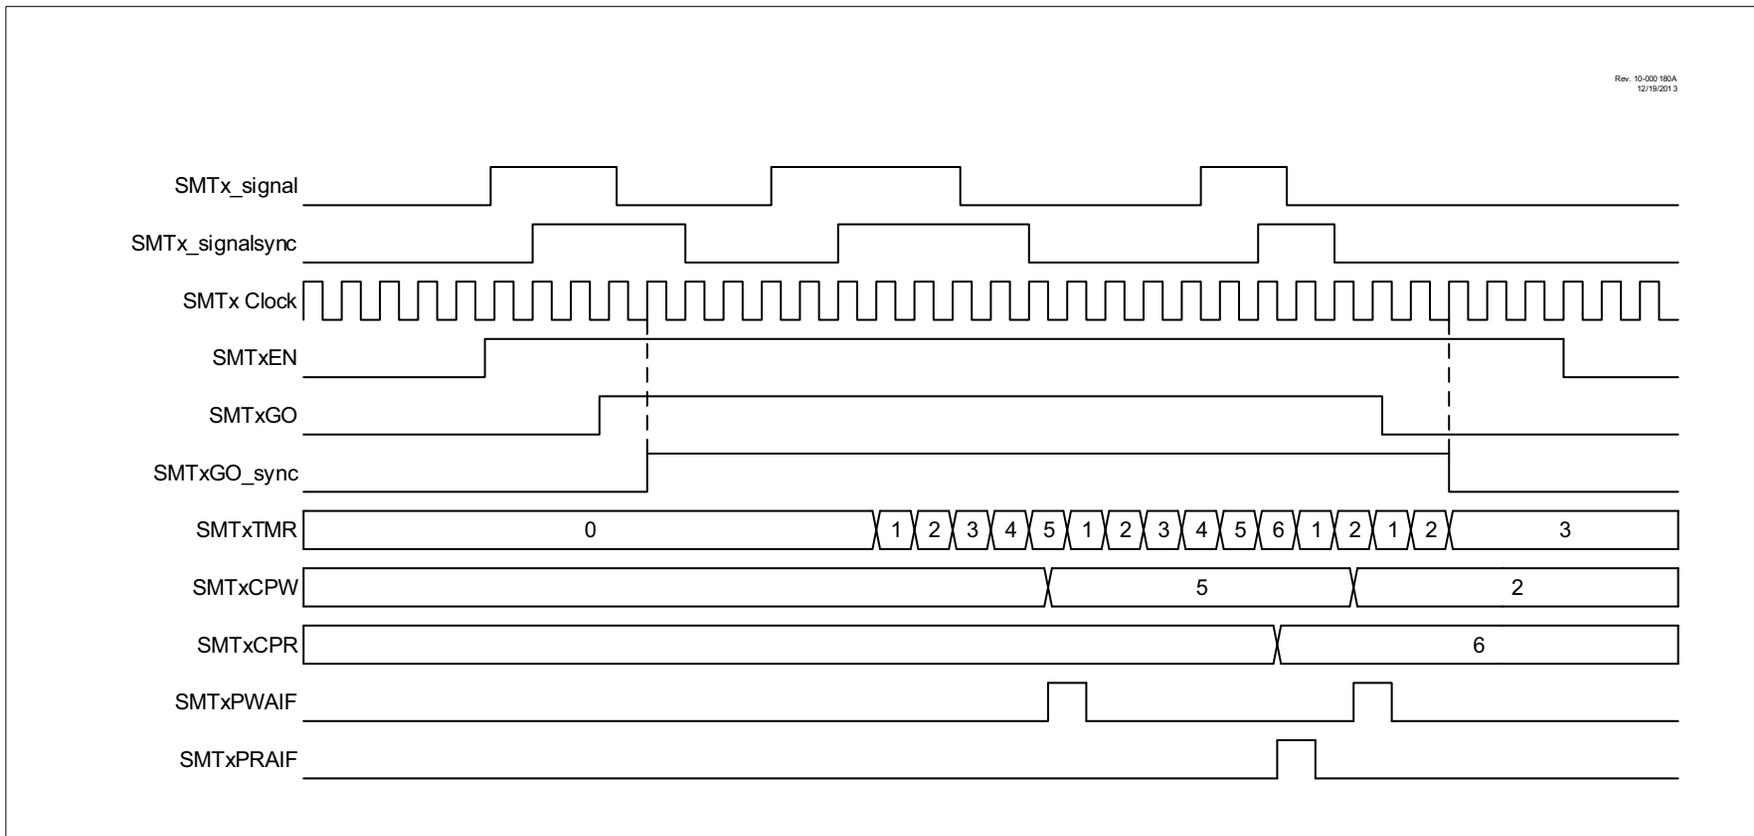 Rev. 10-000 180A
12/19/201 3
SMTx_signal
SMTx_signalsync
SMTx Clock
SMTxEN
SMTxGO
SMTxGO_sync
SMTxTMR 0 1 2 3 4 5 1 2 3 4 5 6 1 2 1 2 3
SMTxCPW 5 2
SMTxCPR 6
SMTxPWAIF
SMTxPRAIF